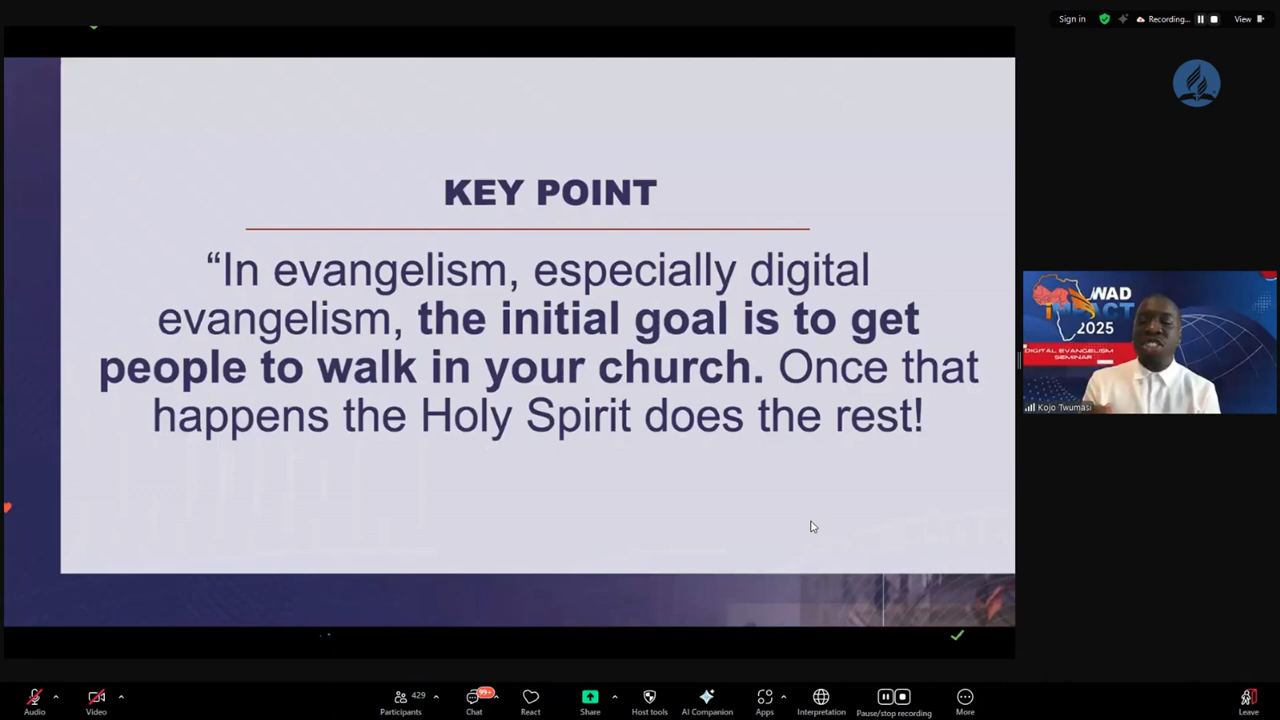 Sign in
Recording...
View
KEY POINT
“In evangelism, especially digital
evangelism, the initial goal is to get
people to walk in your church. Once that
happens the Holy Spirit does the rest!
WAD
IMPACT
2025
DIGITAL EVANGELISM
SEMINAR
Kojo Twumasi
Audio
Video
429
Participants
99+
Chat
React
Share
Host tools
AI Companion
Apps
Interpretation
Pause/stop recording
More
Leave